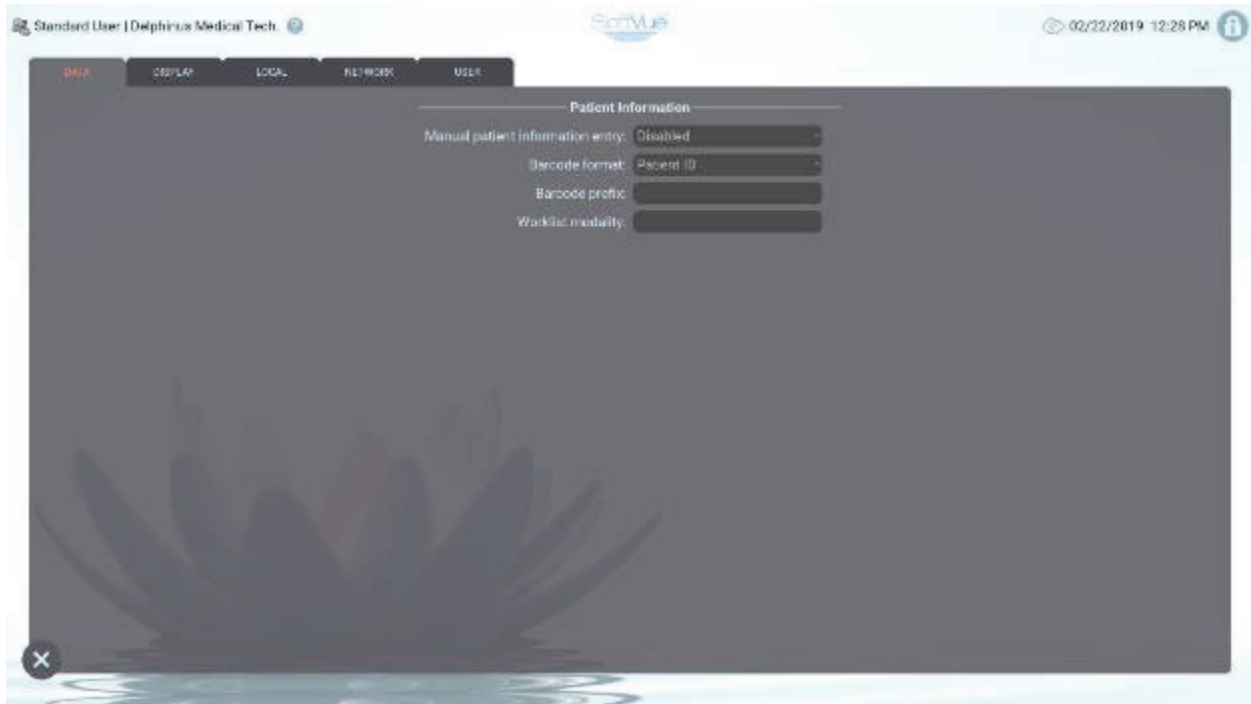 Standard User | Delphinus Medical Tech.
SoftVue
02/22/2019 12:28 PM
DATA DISPLAY LOCAL NETWORK USER
Patient Information
Manual patient information entry: Disabled
Barcode format: Patient ID
Barcode prefix:
Worklist modality: